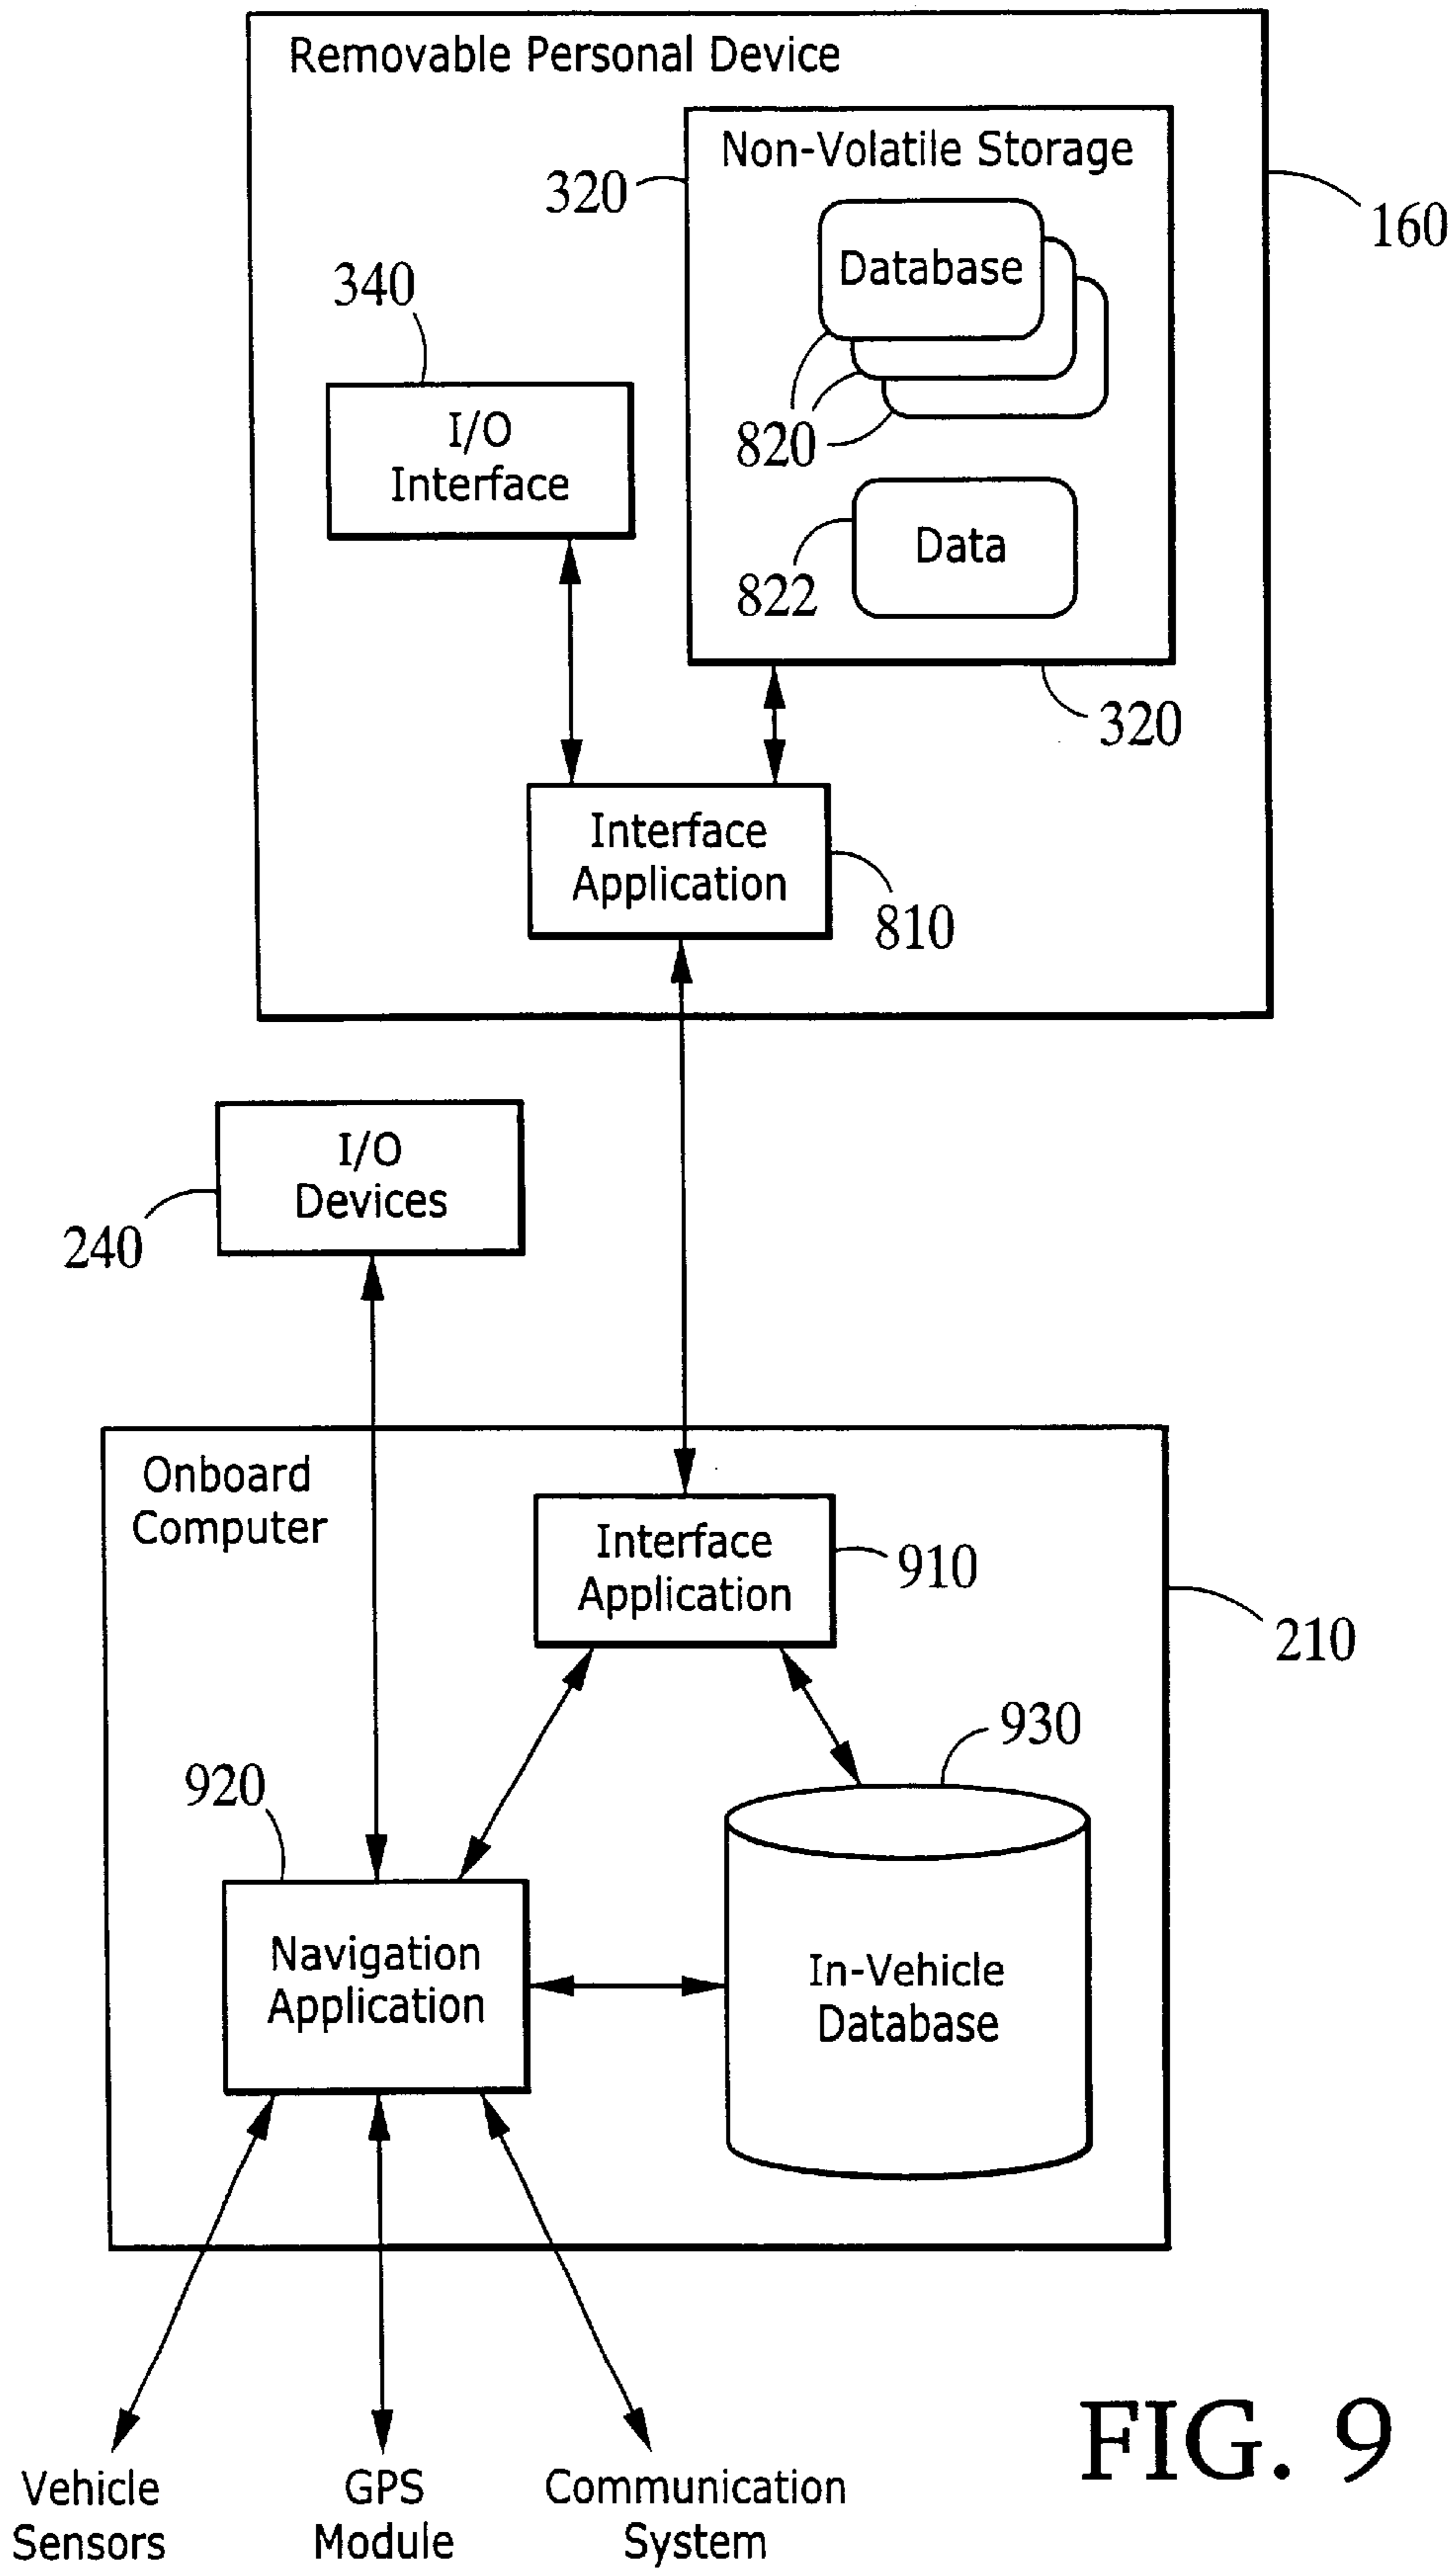 Removable Personal Device
Non-Volatile Storage
320
160
Database
340
I/O
Interface
820
Data
822
320
Interface
Application
810
I/O
Devices
240
Onboard
Computer
Interface
Application
910
210
930
920
Navigation
Application
In-Vehicle
Database
Vehicle
Sensors
GPS
Module
Communication
System
FIG. 9